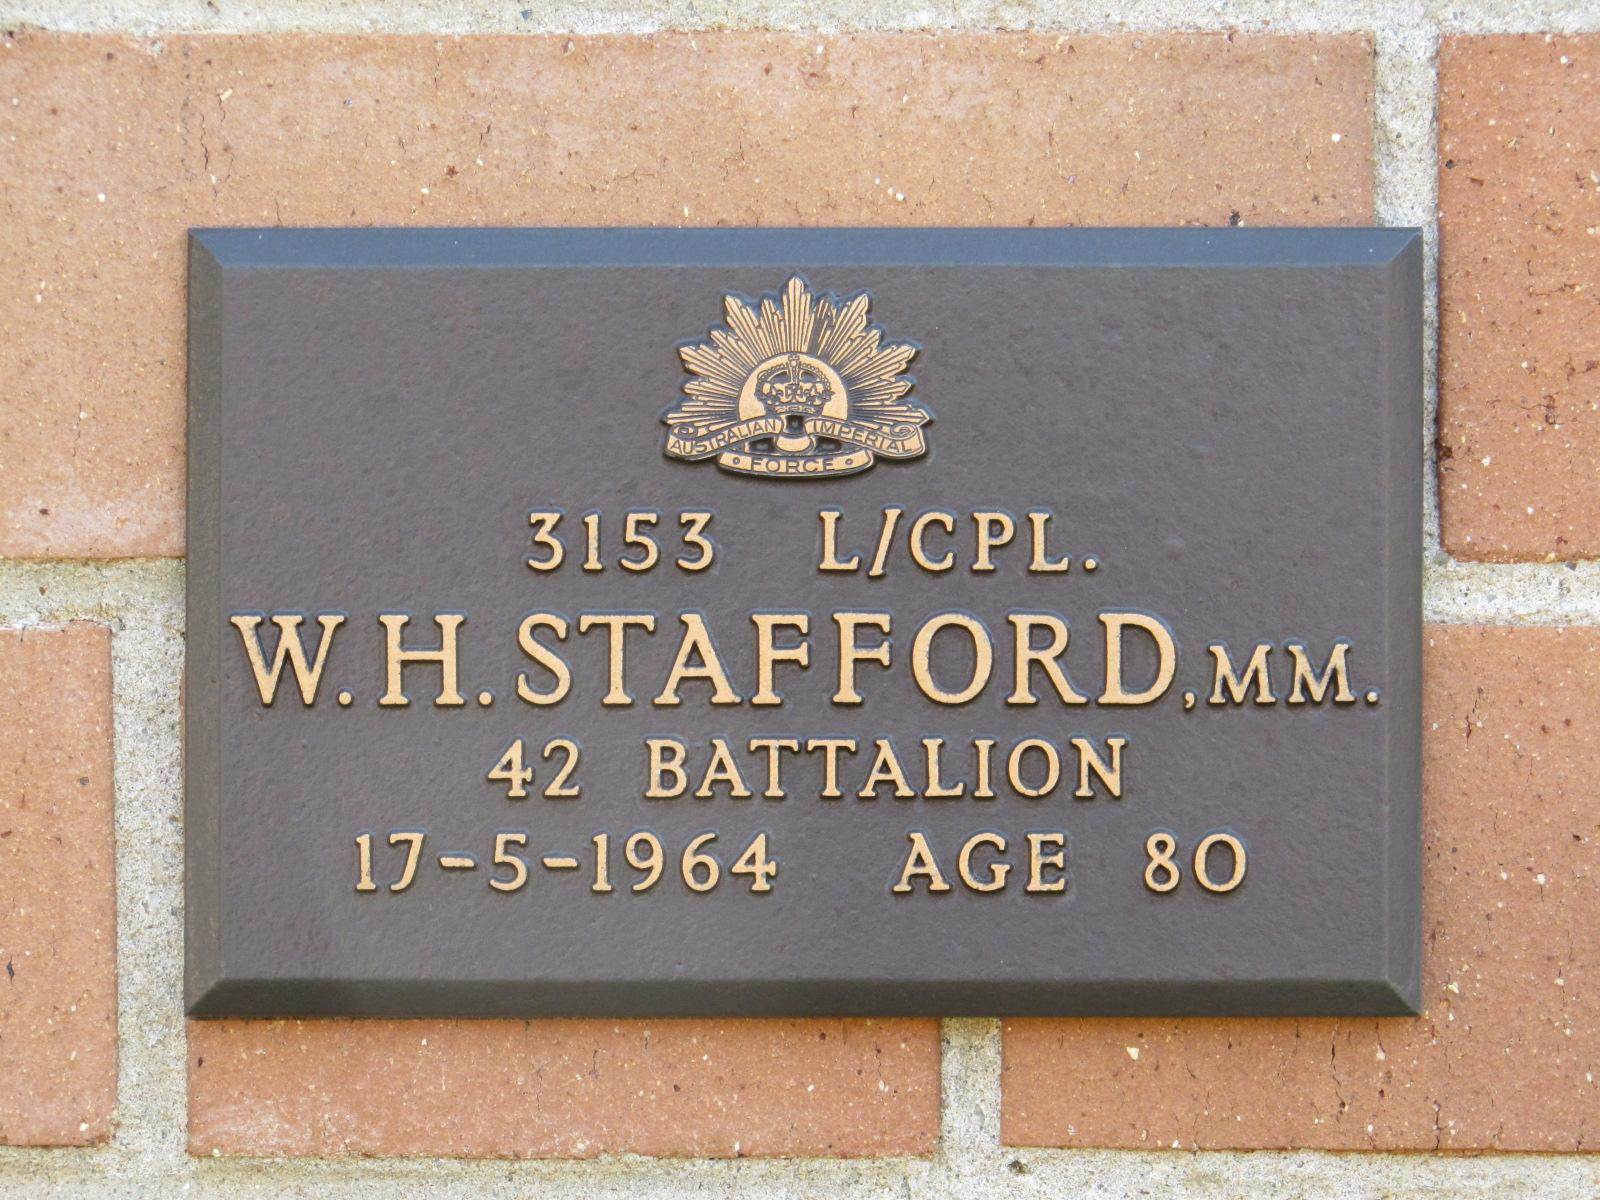 AUSTRALIAN IMPERIAL
FORCE
3153 L/CPL.
W.H. STAFFORD, MM.
42 BATTALION
17-5-1964 AGE 80